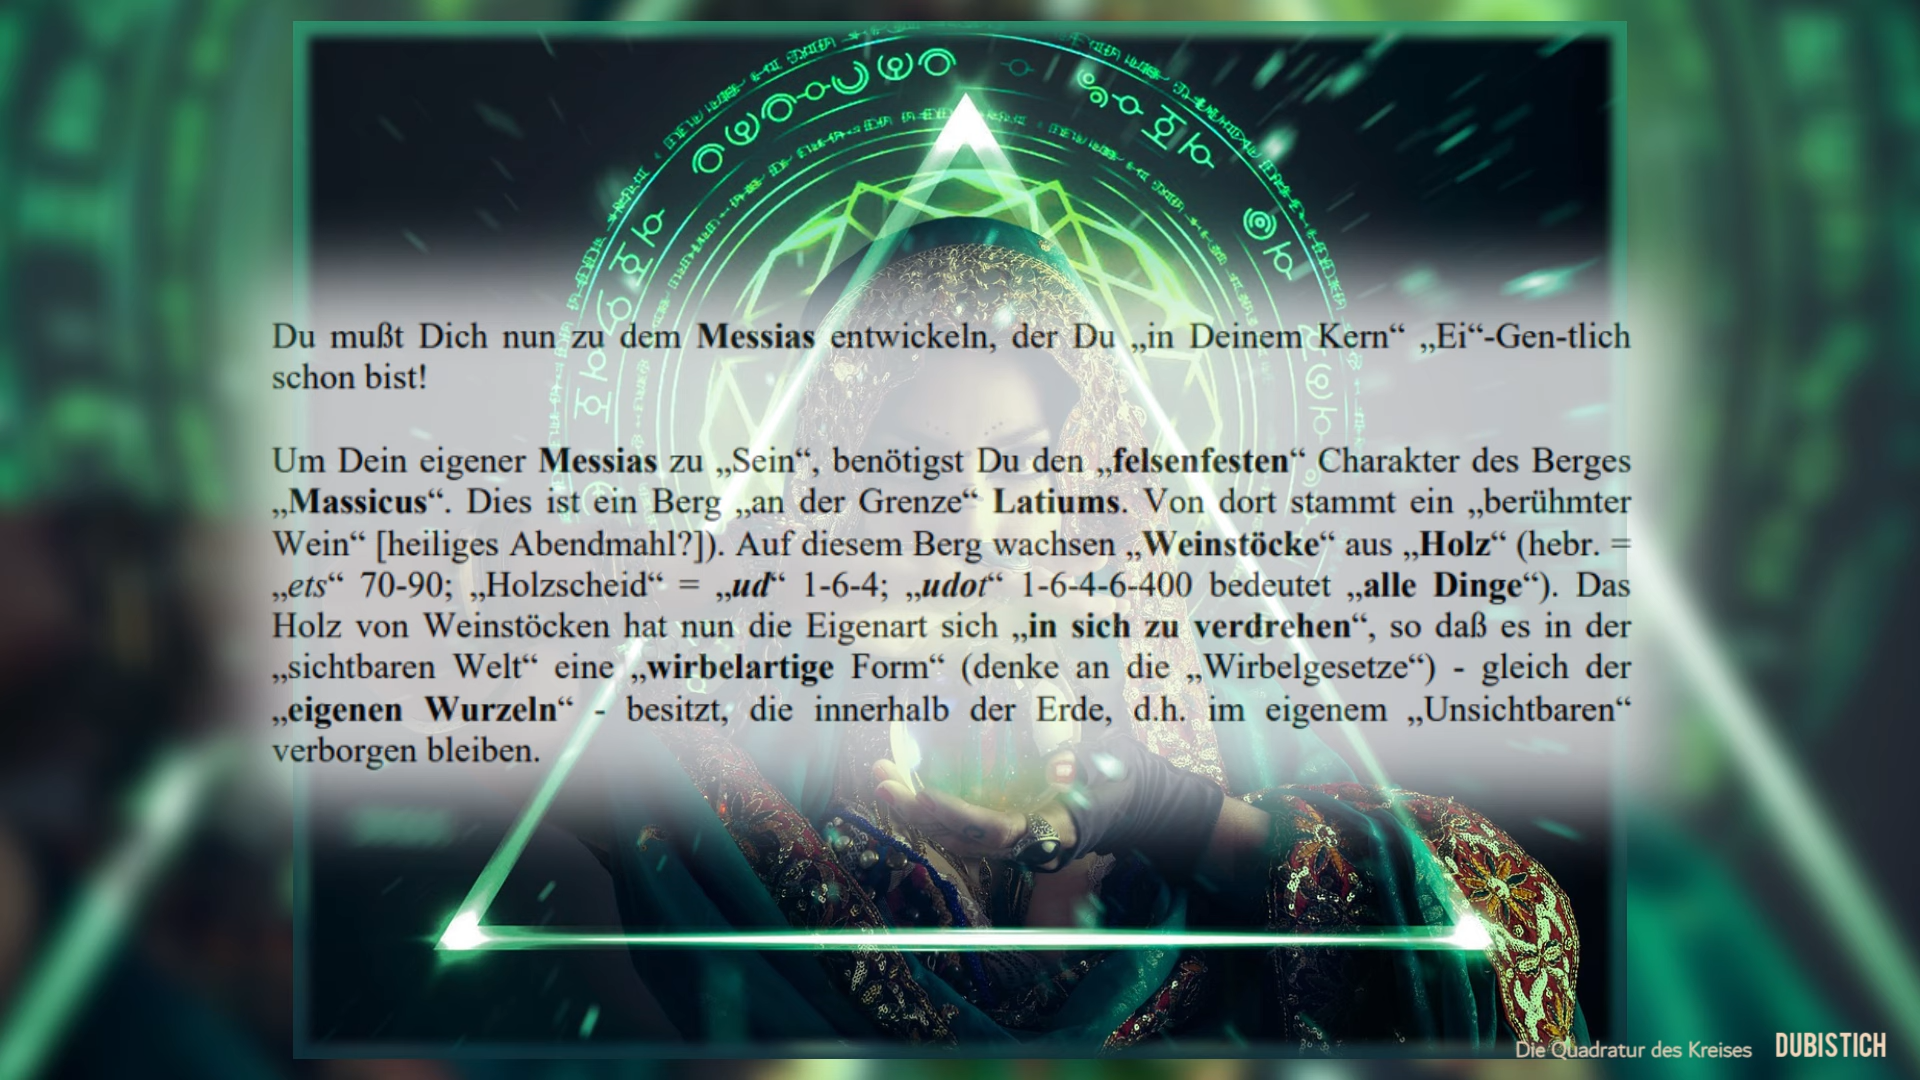 Du mußt Dich nun zu dem Messias entwickeln, der Du „in Deinem Kern“ „Ei“-Gen-tlich
schon bist!
Um Dein eigener Messias zu „Sein“, benötigst Du den „felsenfesten“ Charakter des Berges
„Massicus“. Dies ist ein Berg „an der Grenze“ Latiums. Von dort stammt ein „berühmter
Wein“ [heiliges Abendmahl?]). Auf diesem Berg wachsen „Weinstöcke“ aus „Holz“ (hebr. =
„ets“ 70-90; „Holzscheid“ = „ud“ 1-6-4; „udot“ 1-6-4-6-400 bedeutet „alle Dinge“). Das
Holz von Weinstöcken hat nun die Eigenart sich „in sich zu verdrehen“, so daß es in der
„sichtbaren Welt“ eine „wirbelartige Form“ (denke an die „Wirbelgesetze“) - gleich der
„eigenen Wurzeln“ - besitzt, die innerhalb der Erde, d.h. im eigenem „Unsichtbaren“
verborgen bleiben.
Die Quadratur des Kreises DUBISTICH